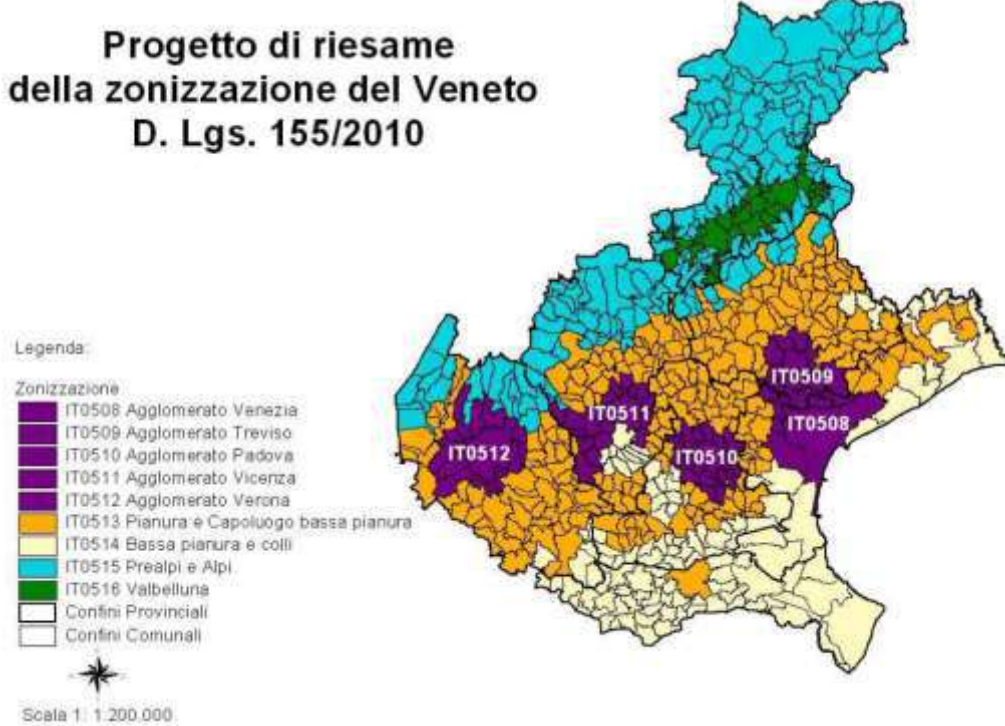 Progetto di riesame
della zonizzazione del Veneto
D. Lgs. 155/2010
Legenda:
Zonizzazione
IT0508 Agglomerato Venezia
IT0509 Agglomerato Treviso
IT0510 Agglomerato Padova
IT0511 Agglomerato Vicenza
IT0512 Agglomerato Verona
IT0513 Pianura e Capoluogo bassa pianura
IT0514 Bassa pianura e colli
IT0515 Prealpi e Alpi
IT0516 Valbelluna
Confini Provinciali
Confini Comunali
Scala 1: 1.200.000
IT0509
IT0511
IT0508
IT0512
IT0510